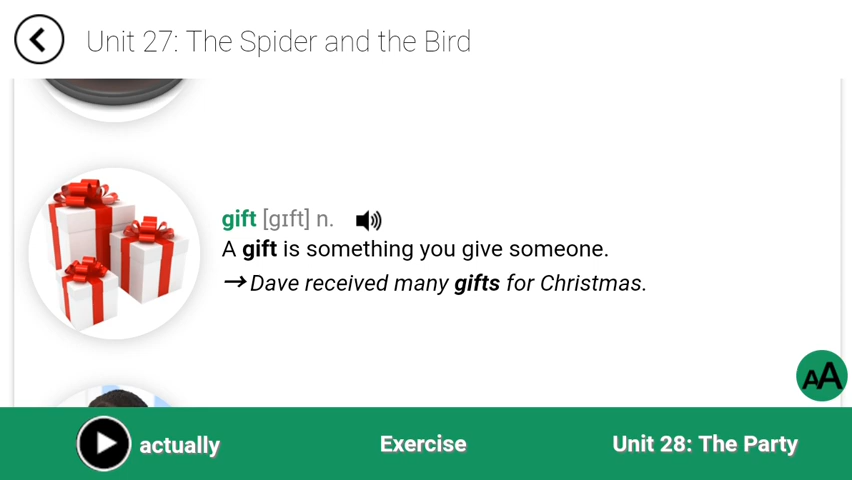 Unit 27: The Spider and the Bird
gift [gɪft] n.
A gift is something you give someone.
→ Dave received many gifts for Christmas.
AA
actually
Exercise
Unit 28: The Party